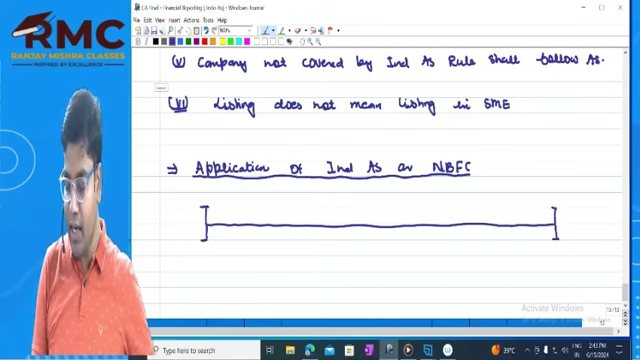 RMC
RANJAY MISHRA CLASSES
INSPIRED BY EXCELLENCE
CA Final - Financial Reporting [Ind As] - Windows Journal
File Edit View Insert Actions Tools Help
(V) Company not covered by Ind As Rule shall follow As.
(VI) Listing does not mean listing in SME
⇒ Application of Ind As on NBFC
Activate Windows
Type here to search
39°C
ENG
IN
2:43 PM
6/15/2024